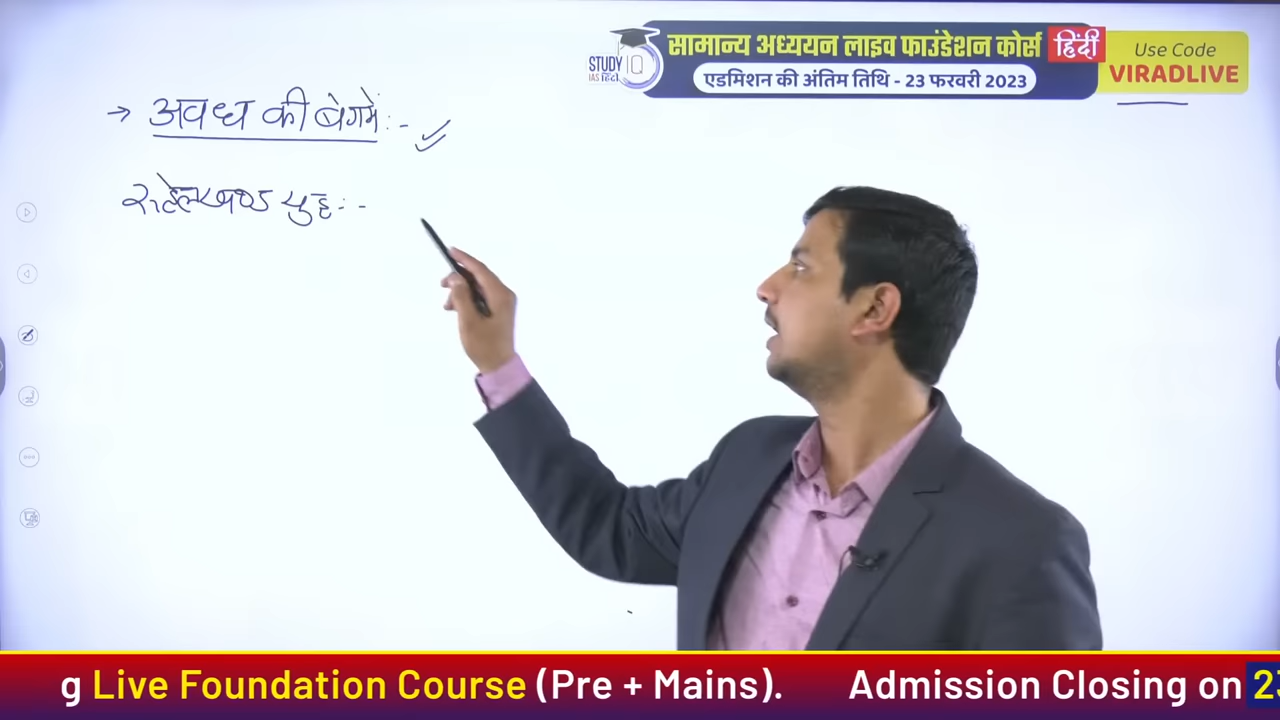 सामान्य अध्ययन लाइव फाउंडेशन कोर्स हिंदी
STUDY IQ
IAS हिंदी
एडमिशन की अंतिम तिथि - 23 फरवरी 2023
Use Code
VIRADLIVE
→ अवध की बेगमें :-
रुहेलखण्ड युद्ध :-
g Live Foundation Course (Pre + Mains). Admission Closing on 23